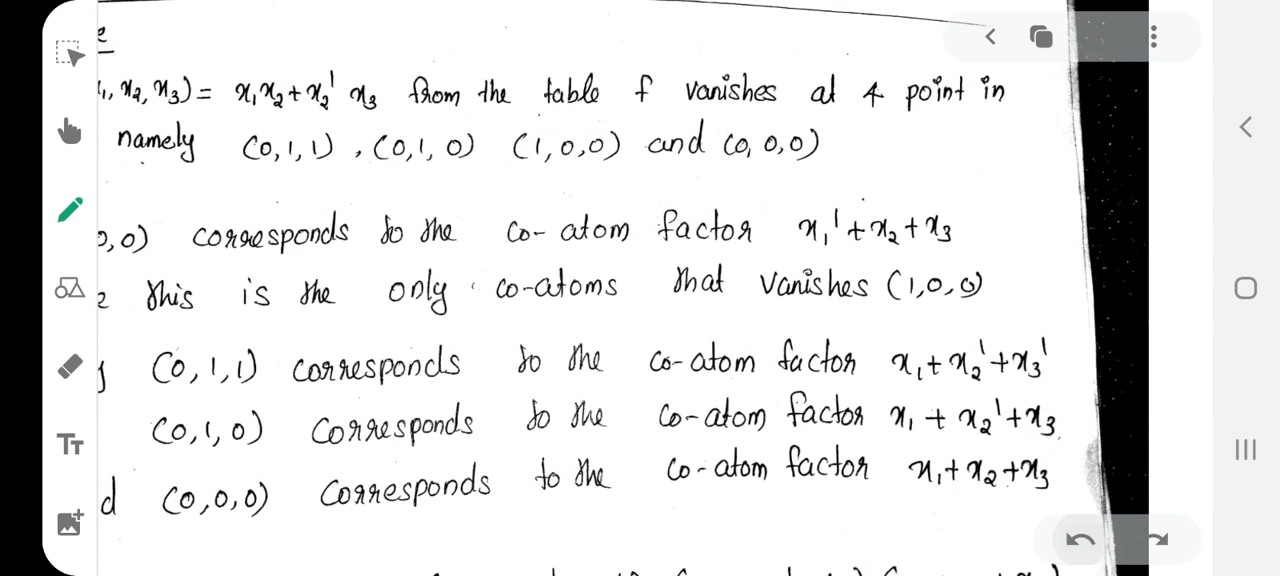 e
1, x2, x3) = x1x2 + x2' x3 from the table f vanishes at 4 point in
namely (0,1,1), (0,1,0) (1,0,0) and (0,0,0)
0,0) corresponds to the co-atom factor x1' + x2 + x3
e this is the only co-atoms that vanishes (1,0,0)
(0,1,1) corresponds to the co-atom factor x1 + x2' + x3'
(0,1,0) corresponds to the co-atom factor x1 + x2' + x3
d (0,0,0) corresponds to the co-atom factor x1 + x2 + x3
TT